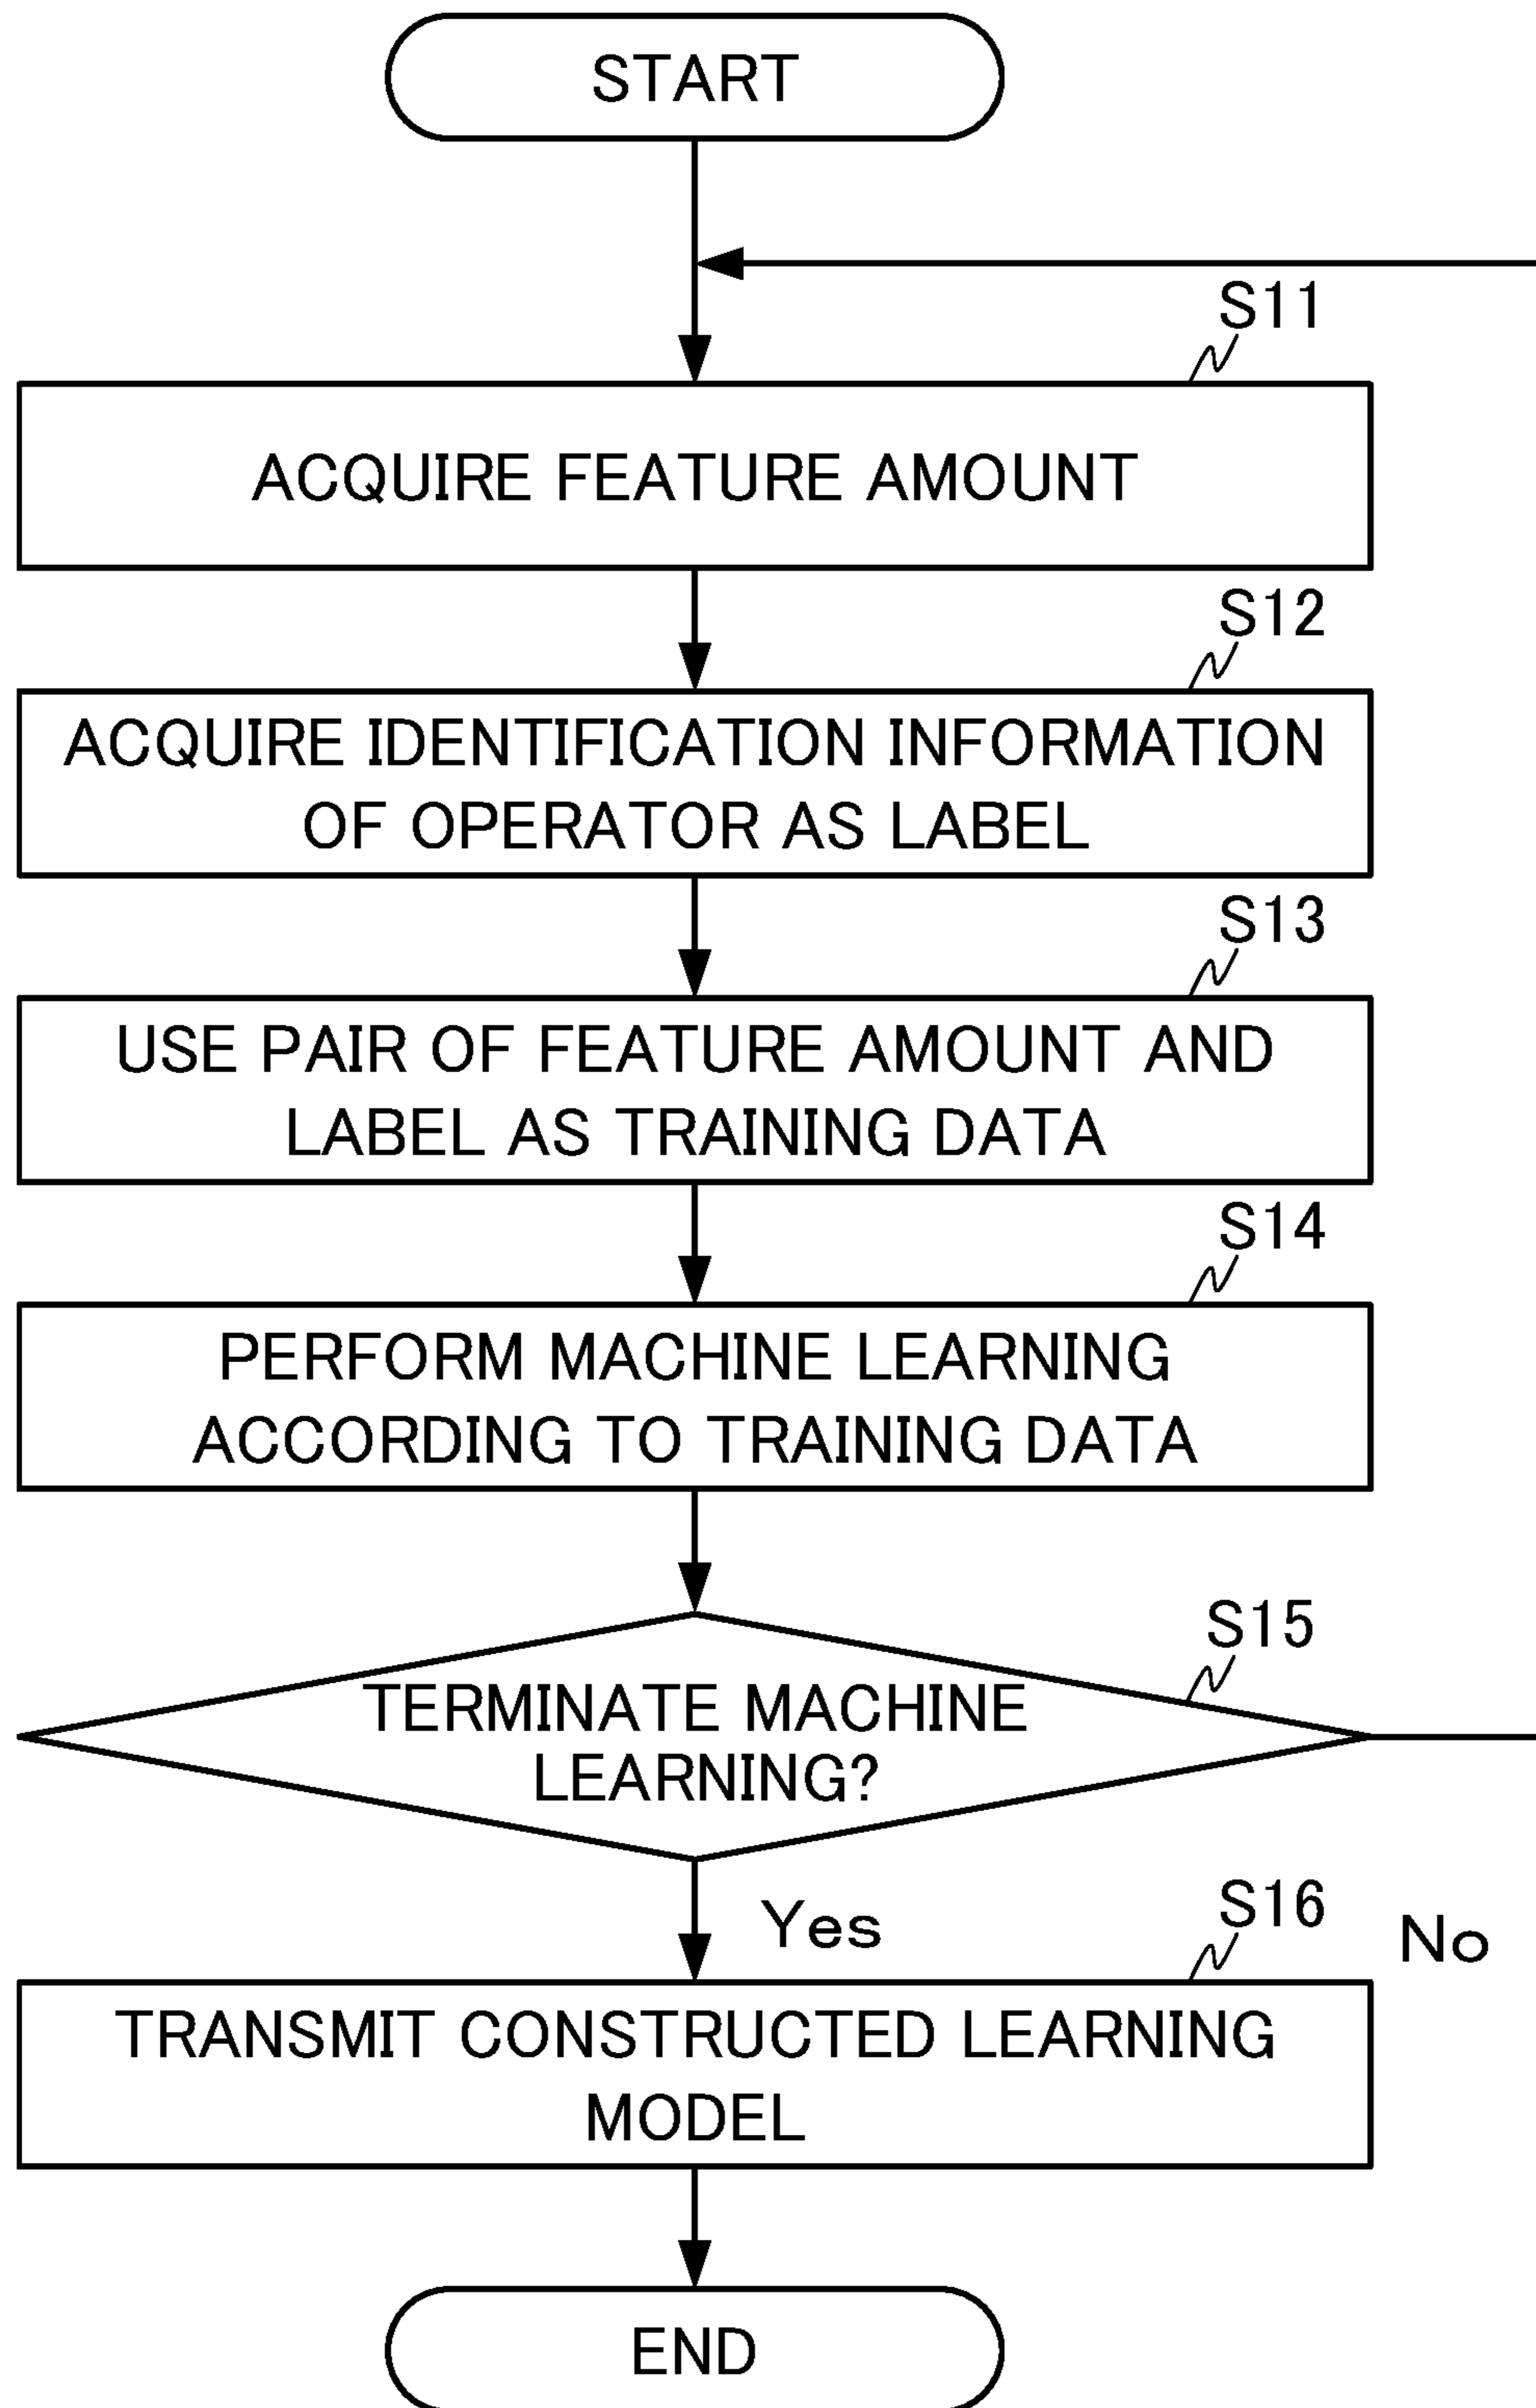 START
S11
ACQUIRE FEATURE AMOUNT
S12
ACQUIRE IDENTIFICATION INFORMATION
OF OPERATOR AS LABEL
S13
USE PAIR OF FEATURE AMOUNT AND
LABEL AS TRAINING DATA
S14
PERFORM MACHINE LEARNING
ACCORDING TO TRAINING DATA
S15
TERMINATE MACHINE
LEARNING?
Yes
S16
No
TRANSMIT CONSTRUCTED LEARNING
MODEL
END